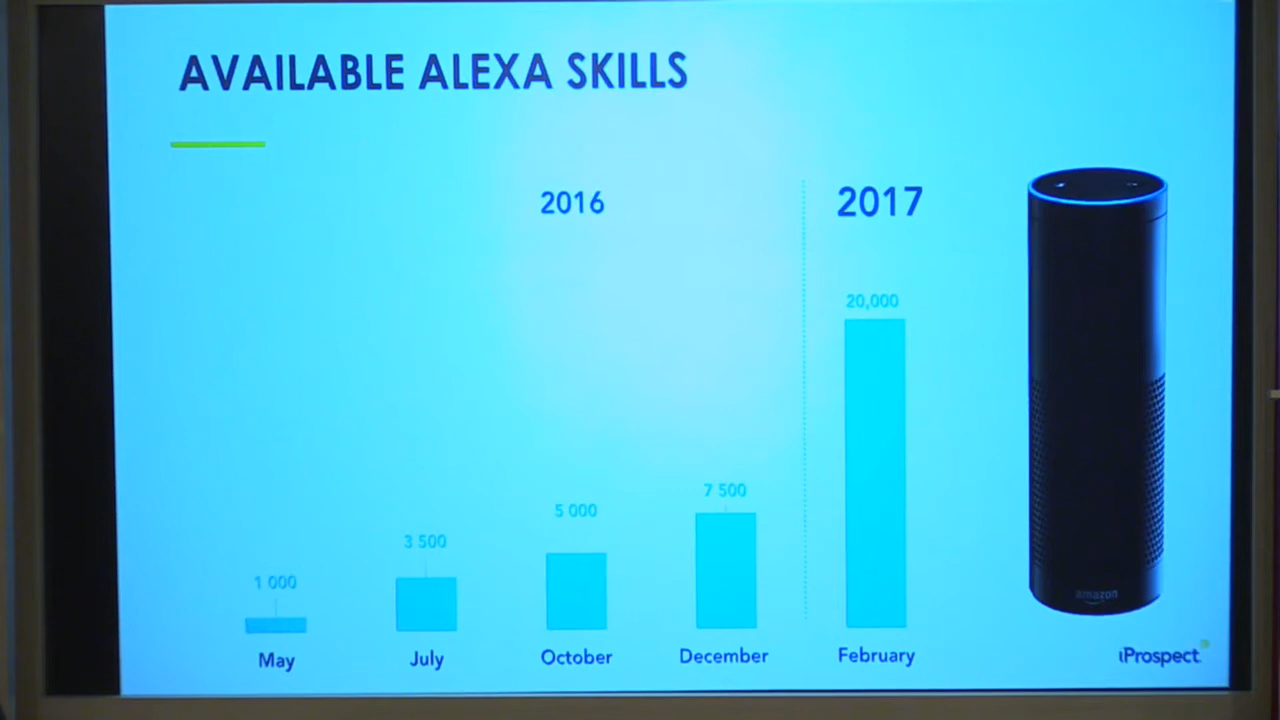 AVAILABLE ALEXA SKILLS
2016
2017
20,000
7 500
5 000
3 500
1 000
May
July
October
December
February
amazon
iProspect